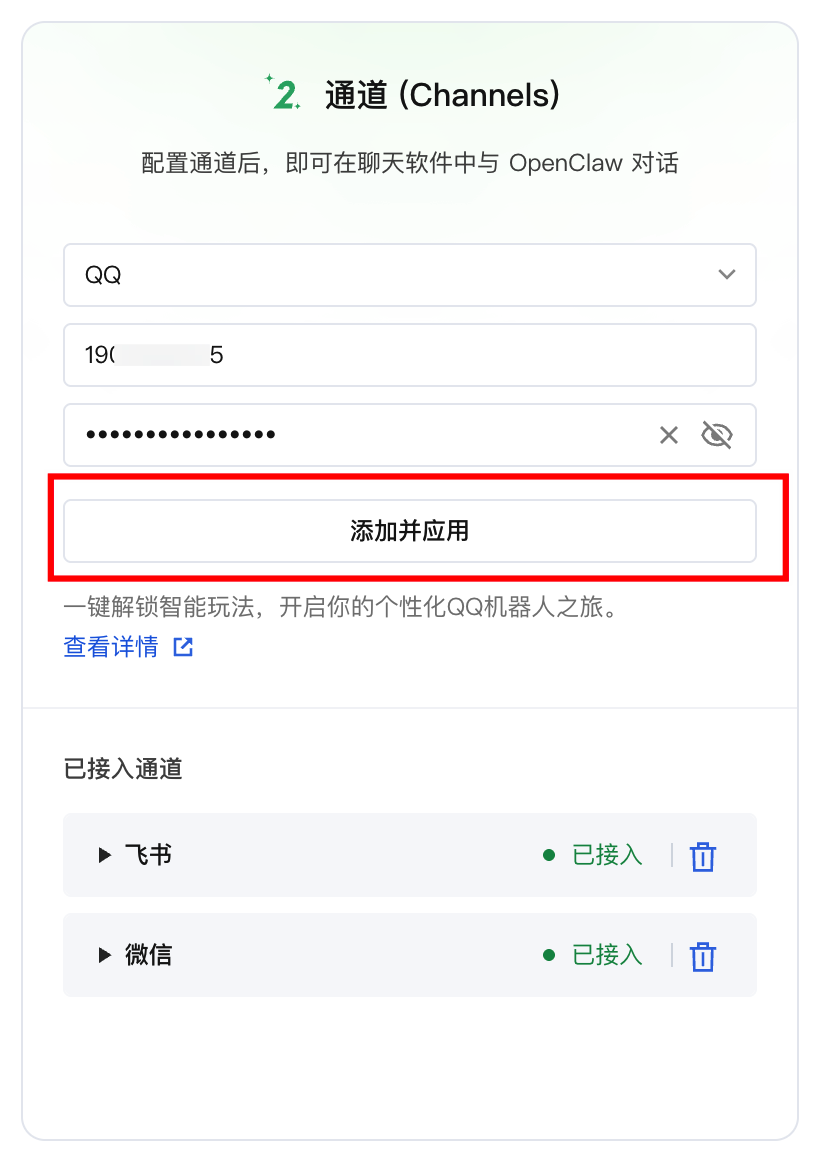 2 通道 (Channels)
配置通道后，即可在聊天软件中与 OpenClaw 对话
QQ
190 5
••••••••••••••••
添加并应用
一键解锁智能玩法，开启你的个性化QQ机器人之旅。
查看详情
已接入通道
飞书 已接入
微信 已接入